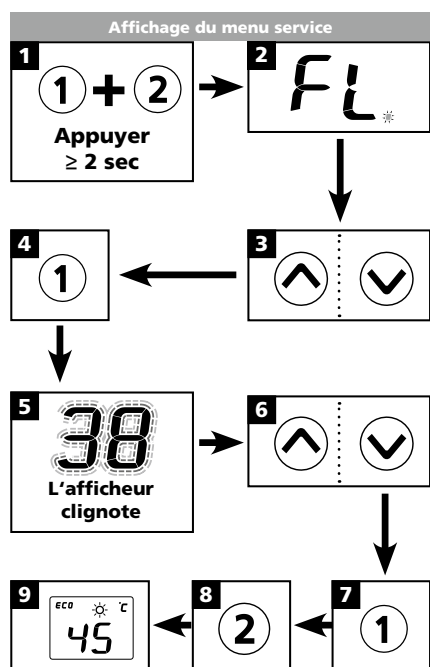 Affichage du menu service
1
1 + 2
Appuyer
≥ 2 sec
2
FL
3
4
1
5
38
L'afficheur
clignote
6
7
1
8
2
9
ECO °C
45